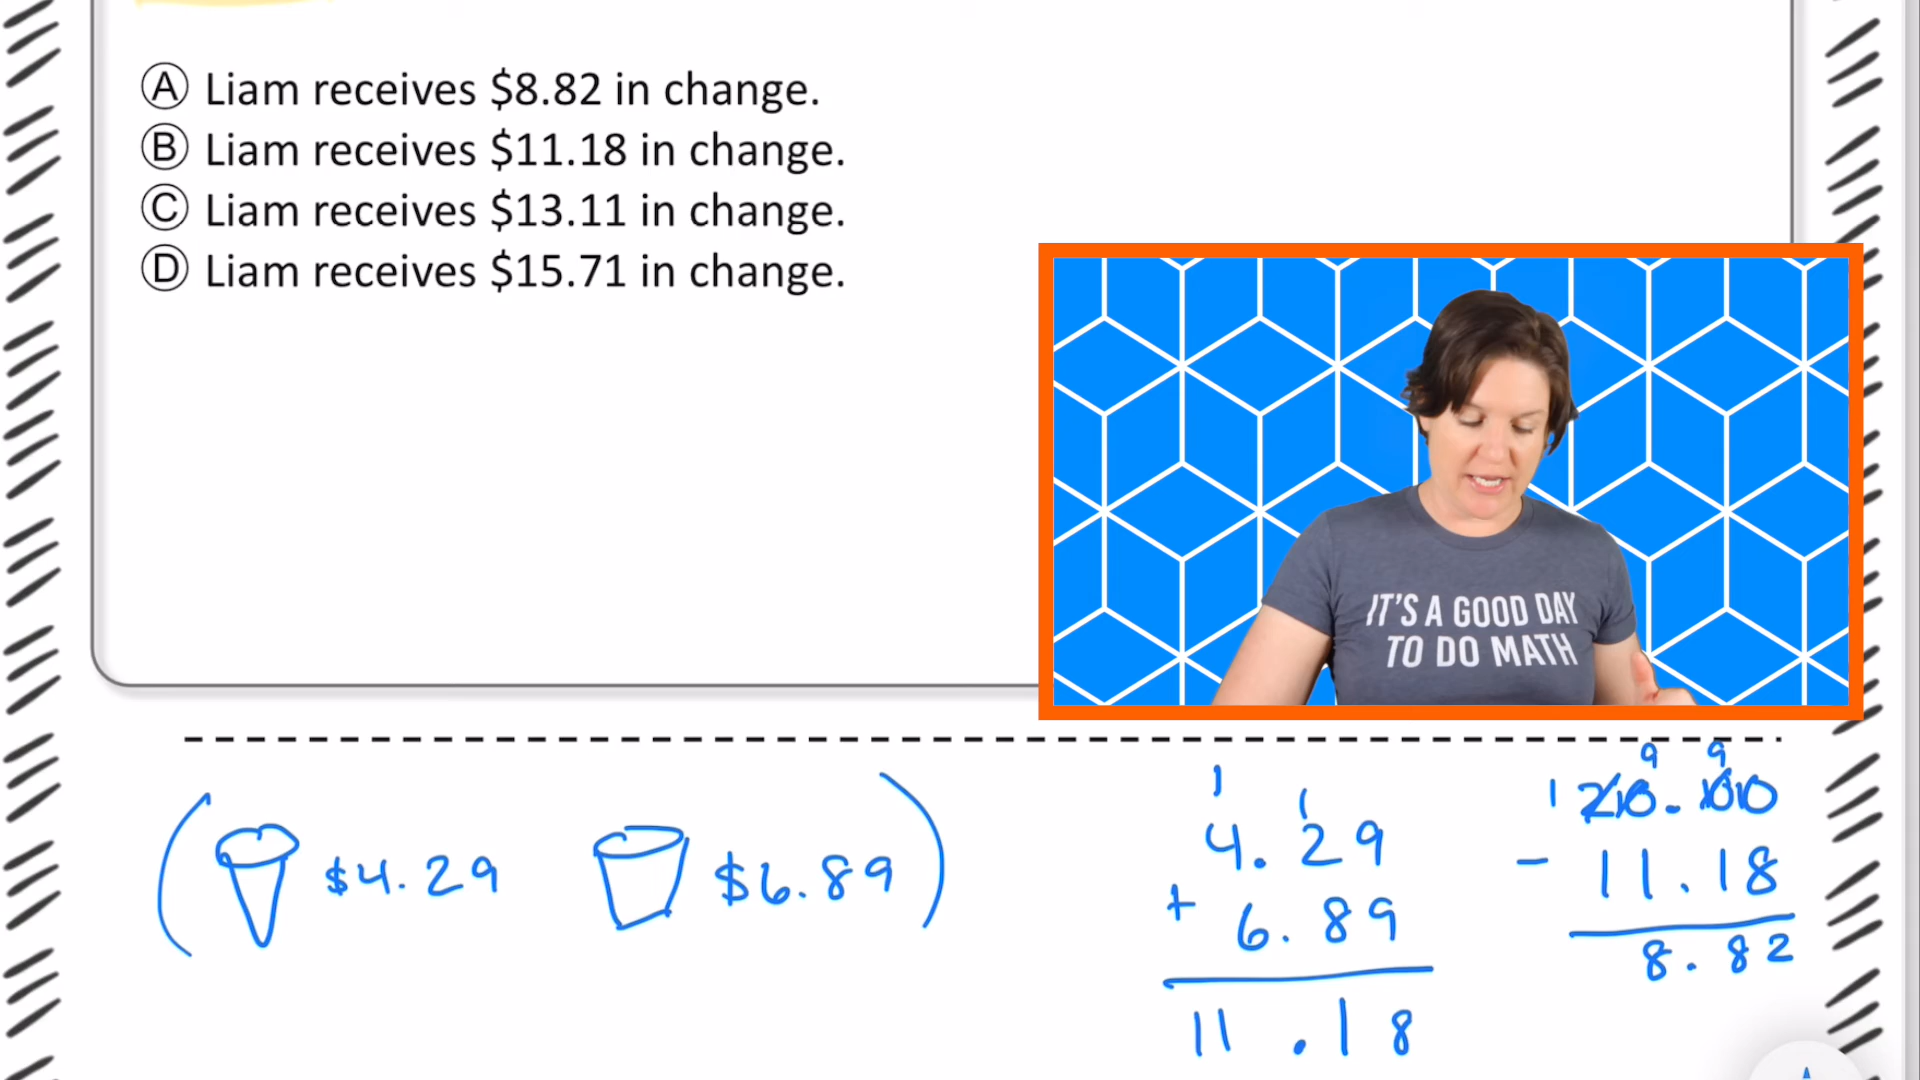 Ⓐ Liam receives $8.82 in change.
Ⓑ Liam receives $11.18 in change.
Ⓒ Liam receives $13.11 in change.
Ⓓ Liam receives $15.71 in change.
IT'S A GOOD DAY
TO DO MATH
( $4.29 $6.89 )
1 1
4.29
+ 6.89
11.18
9 9
1 20.00
- 11.18
8.82